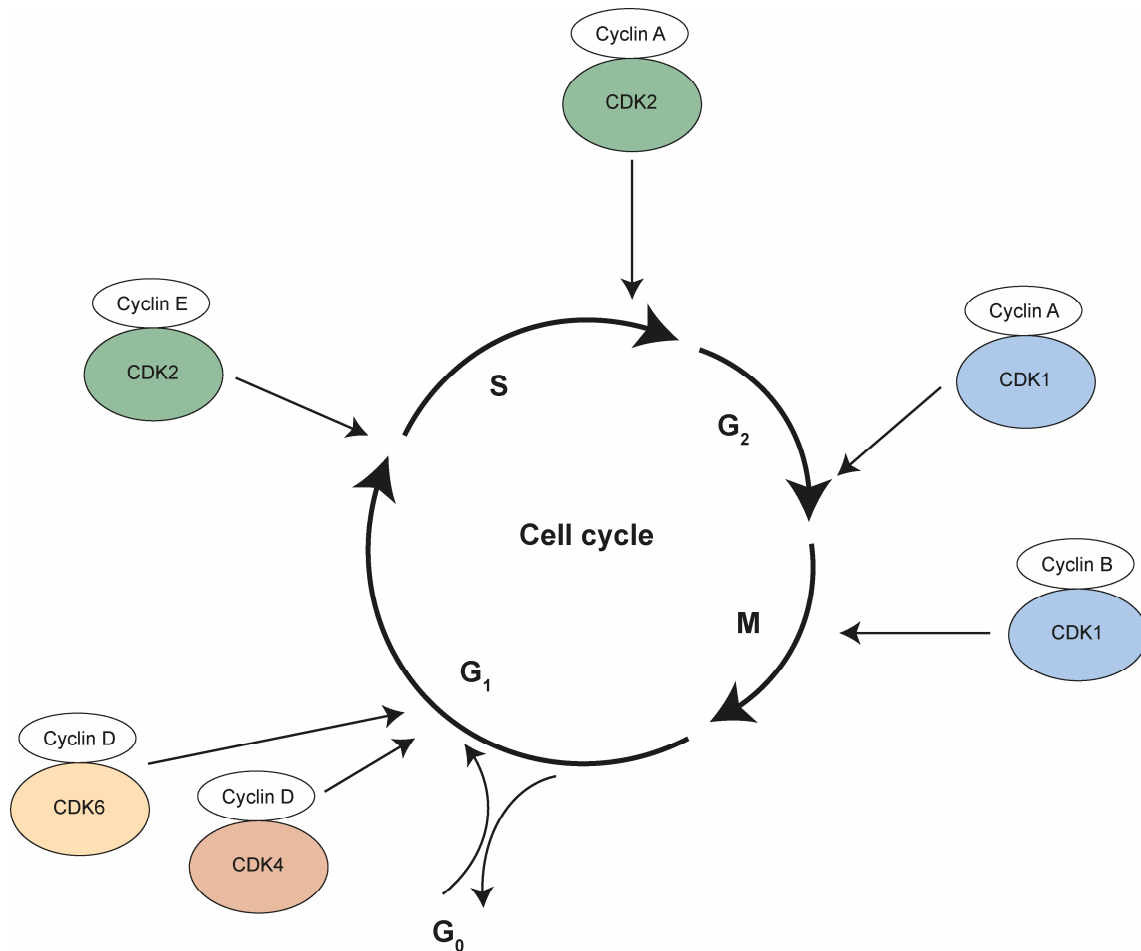 Cyclin A
CDK2
Cyclin E
CDK2
Cyclin A
CDK1
S
G₂
Cell cycle
Cyclin B
CDK1
M
G₁
Cyclin D
CDK6
Cyclin D
CDK4
G₀